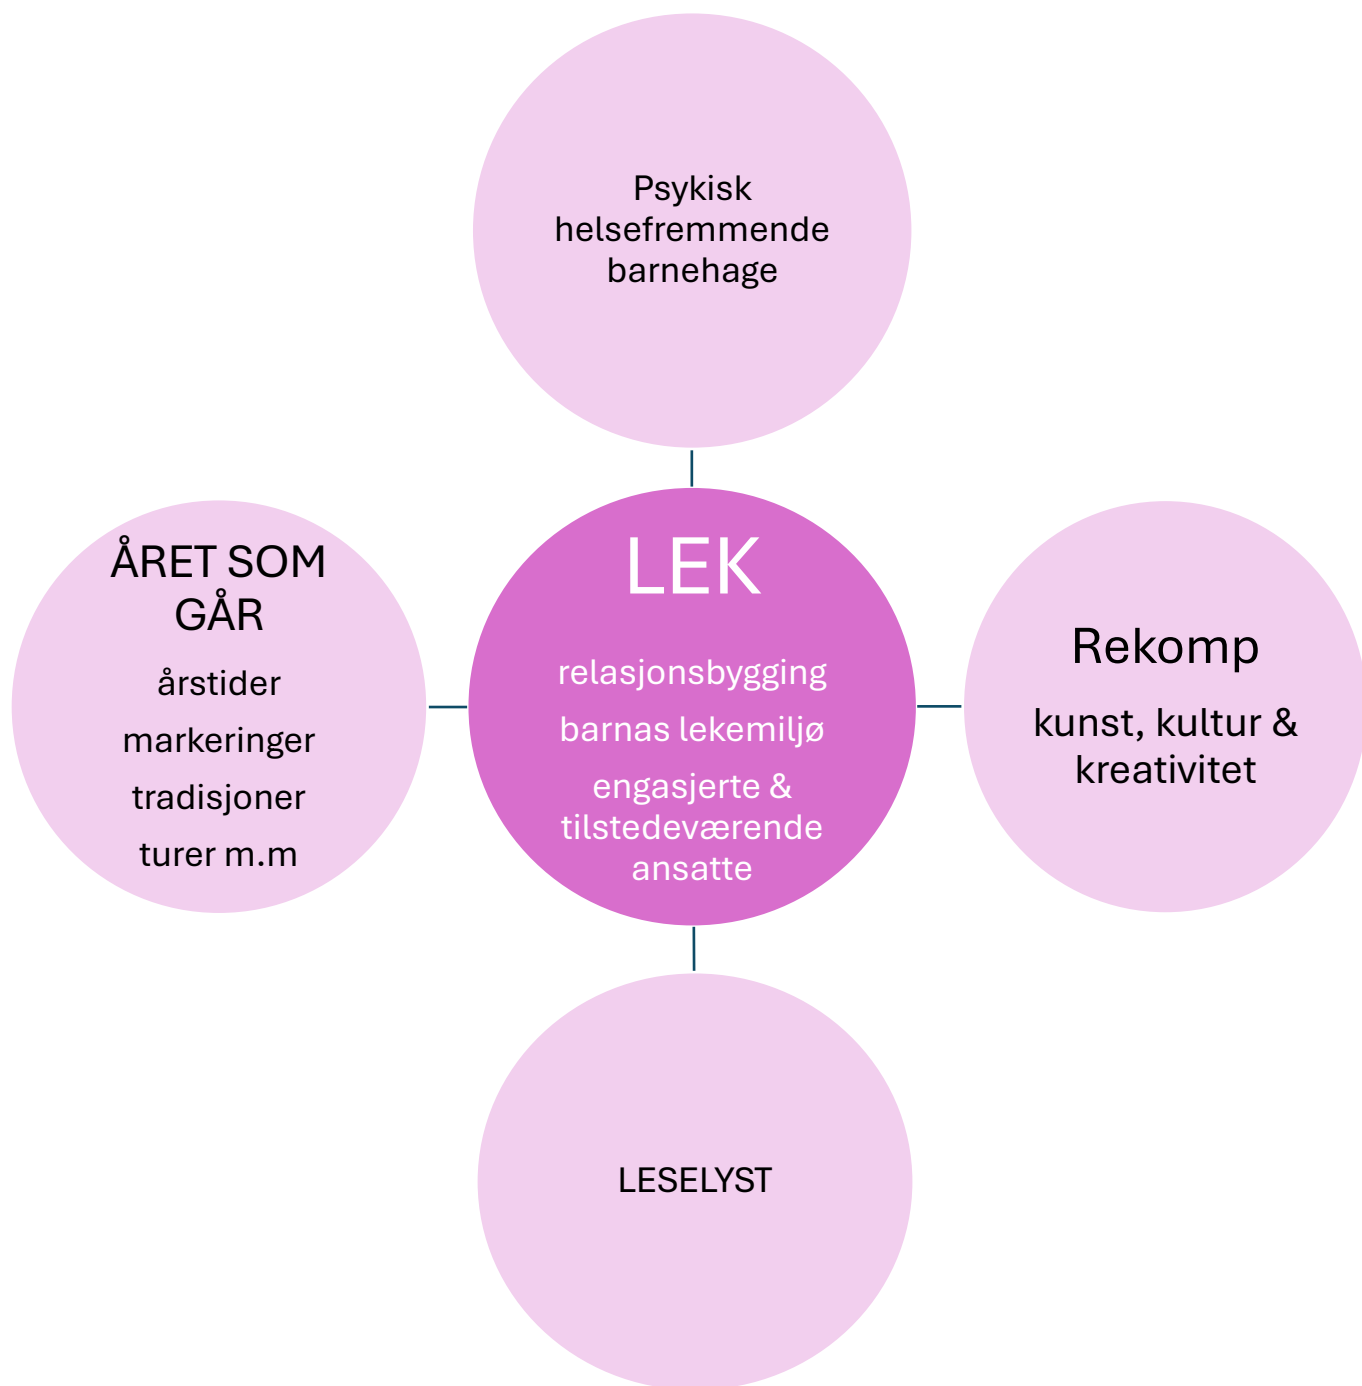 Psykisk
helsefremmende
barnehage
ÅRET SOM
GÅR
årstider
markeringer
tradisjoner
turer m.m
LEK
relasjonsbygging
barnas lekemiljø
engasjerte &
tilstedeværende
ansatte
Rekomp
kunst, kultur &
kreativitet
LESELYST